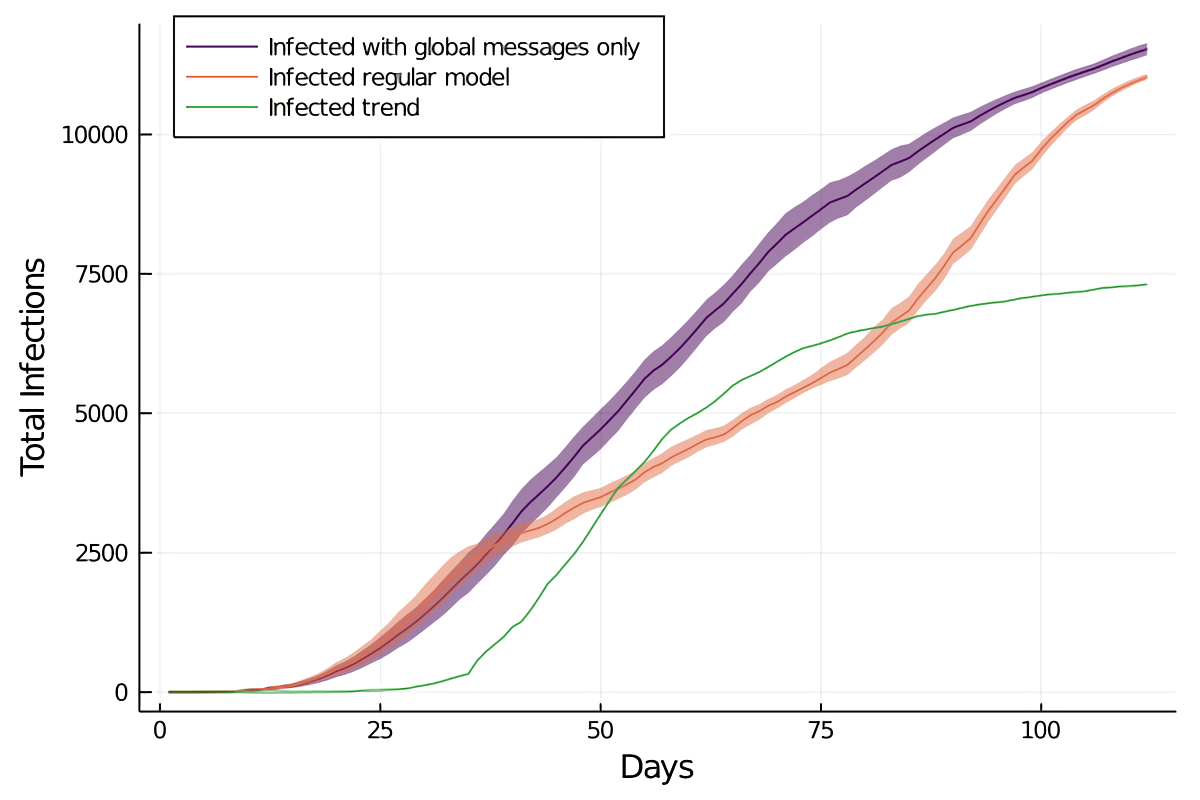 Infected with global messages only
Infected regular model
Infected trend
10000
7500
5000
2500
0
Total Infections
0 25 50 75 100
Days